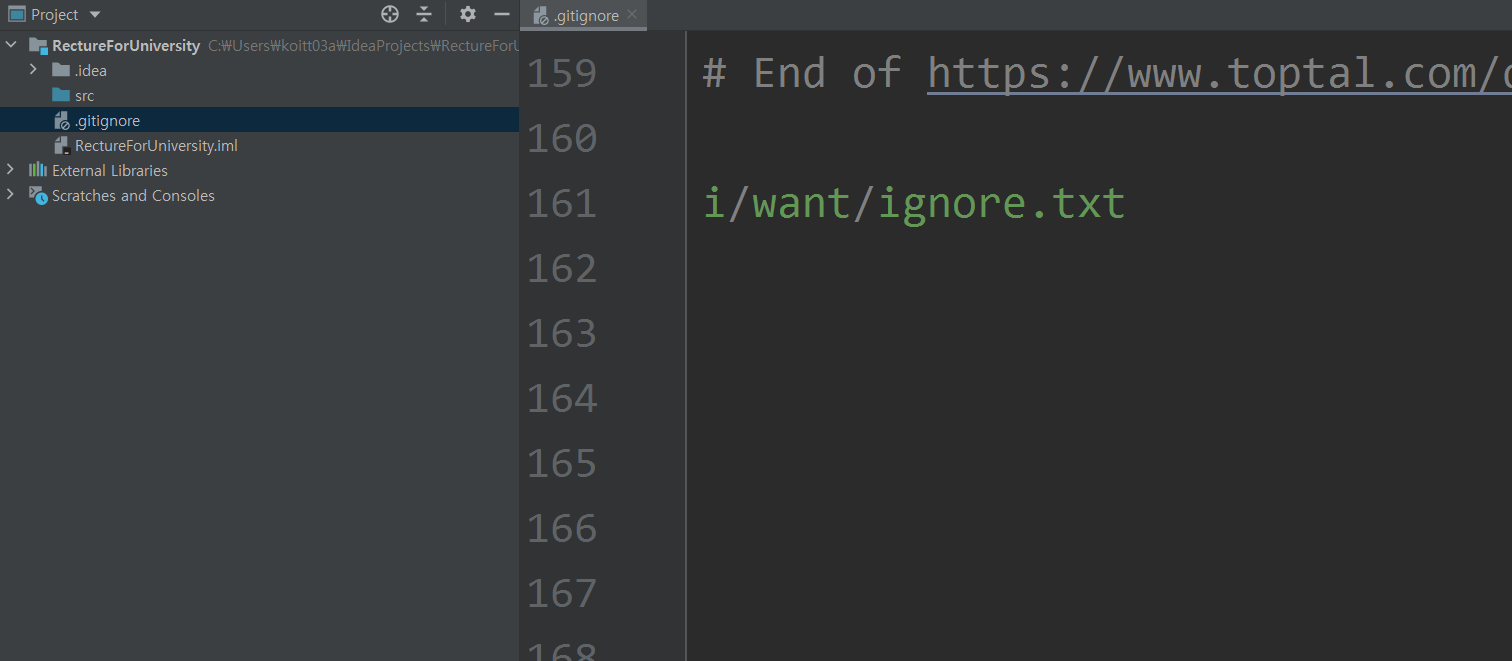 Project
RectureForUniversity C:₩Users₩koitt03a₩IdeaProjects₩RectureForU
.idea
src
.gitignore
RectureForUniversity.iml
External Libraries
Scratches and Consoles
.gitignore
159 # End of https://www.toptal.com/
160
161 i/want/ignore.txt
162
163
164
165
166
167
168